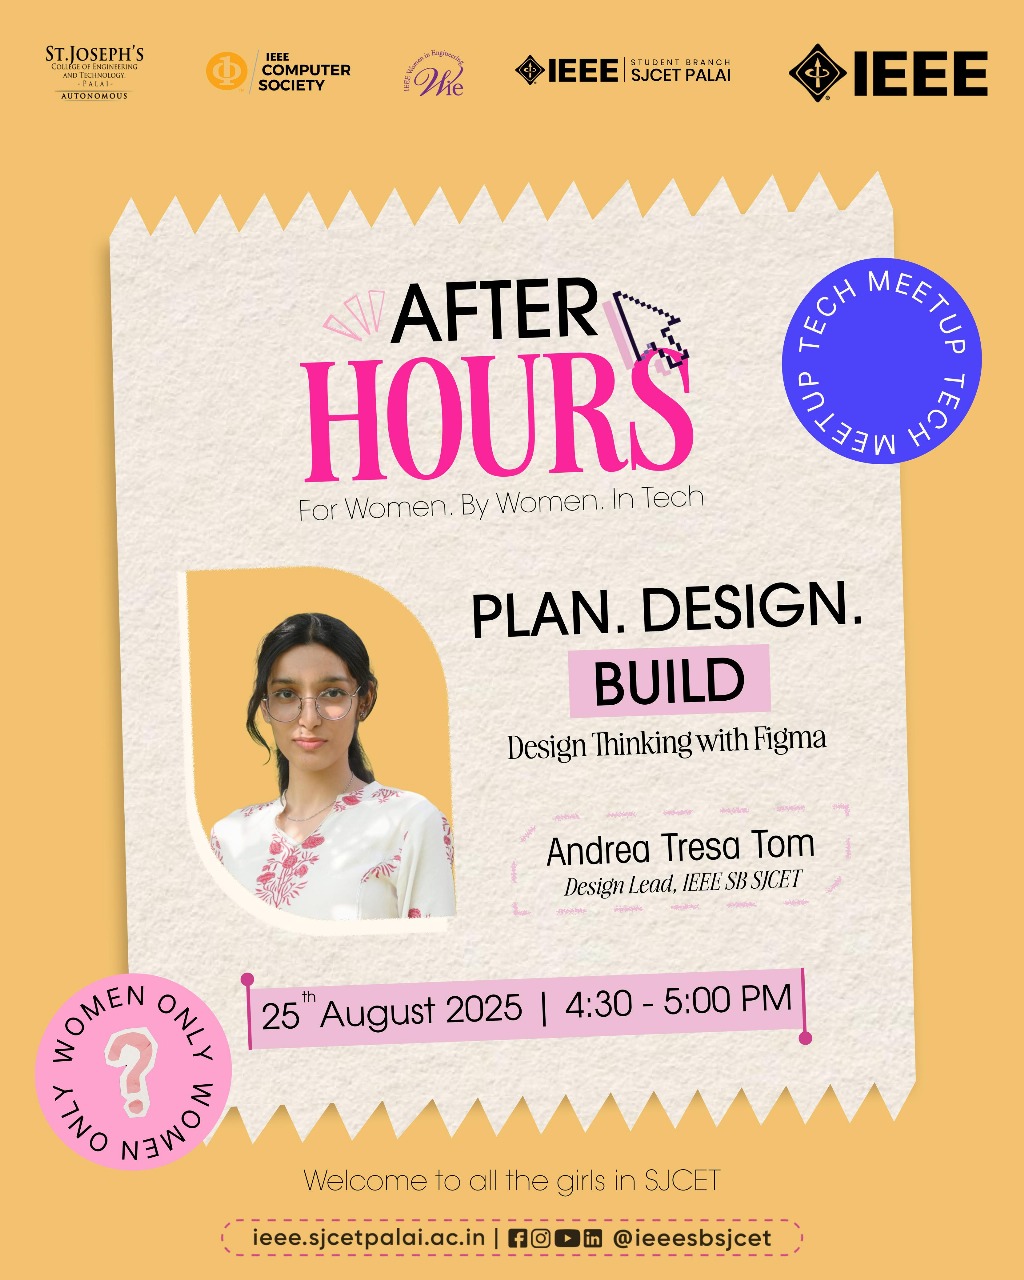 ST.JOSEPH'S
COLLEGE OF ENGINEERING
AND TECHNOLOGY
- PALAI -
AUTONOMOUS
IEEE
COMPUTER
SOCIETY
IEEE Women in Engineering
Wie
IEEE
STUDENT BRANCH
SJCET PALAI
IEEE
AFTER
HOURS
For Women. By Women. In Tech
TECH MEETUP TECH MEETUP
PLAN. DESIGN.
BUILD
Design Thinking with Figma
Andrea Tresa Tom
Design Lead, IEEE SB SJCET
25th August 2025 | 4:30 - 5:00 PM
WOMEN ONLY WOMEN ONLY
?
Welcome to all the girls in SJCET
ieee.sjcetpalai.ac.in | @ieeesbsjcet